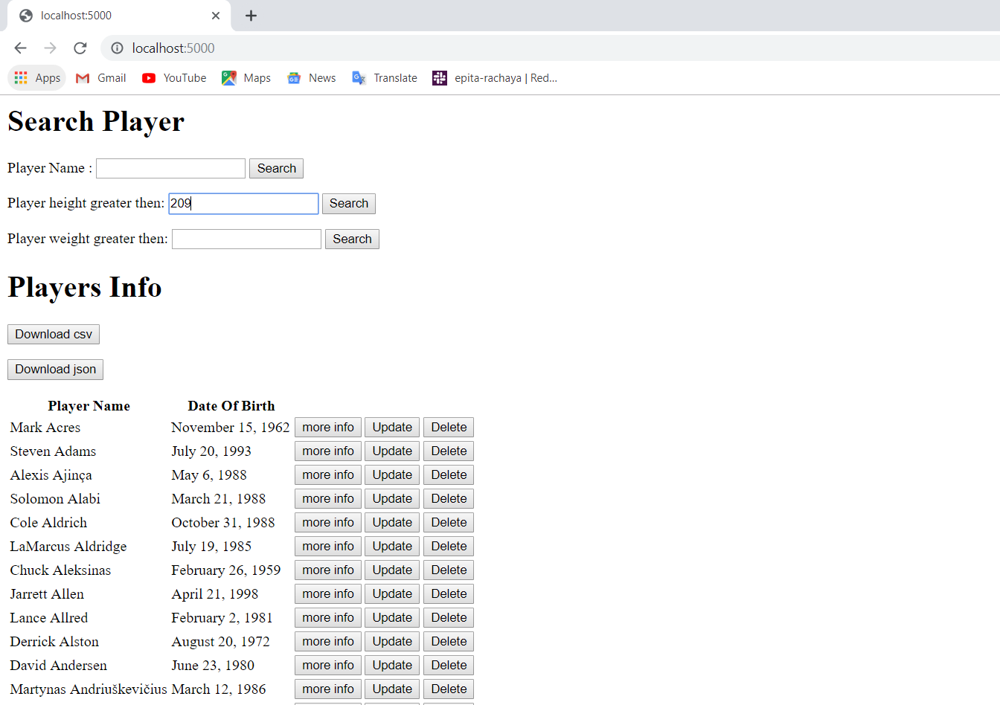 localhost:5000
localhost:5000
Apps Gmail YouTube Maps News Translate epita-rachaya | Red...
Search Player
Player Name : Search
Player height greater then: 209 Search
Player weight greater then: Search
Players Info
Download csv
Download json
Player Name Date Of Birth
Mark Acres November 15, 1962 more info Update Delete
Steven Adams July 20, 1993 more info Update Delete
Alexis Ajinça May 6, 1988 more info Update Delete
Solomon Alabi March 21, 1988 more info Update Delete
Cole Aldrich October 31, 1988 more info Update Delete
LaMarcus Aldridge July 19, 1985 more info Update Delete
Chuck Aleksinas February 26, 1959 more info Update Delete
Jarrett Allen April 21, 1998 more info Update Delete
Lance Allred February 2, 1981 more info Update Delete
Derrick Alston August 20, 1972 more info Update Delete
David Andersen June 23, 1980 more info Update Delete
Martynas Andriuškevičius March 12, 1986 more info Update Delete